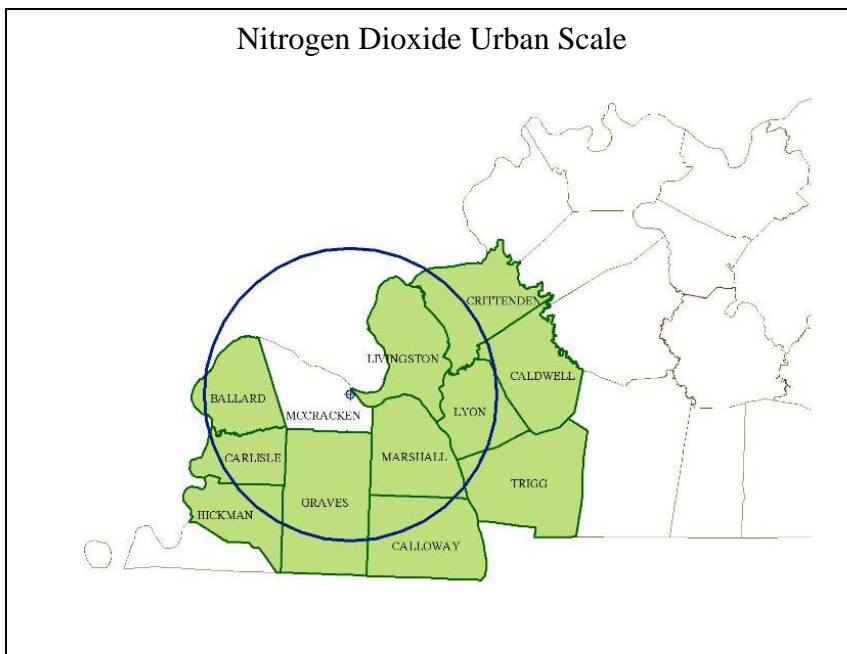 Nitrogen Dioxide Urban Scale
CRITTENDEN
LIVINGSTON
CALDWELL
BALLARD
MCCRACKEN
LYON
CARLISLE
MARSHALL
TRIGG
GRAVES
HICKMAN
CALLOWAY